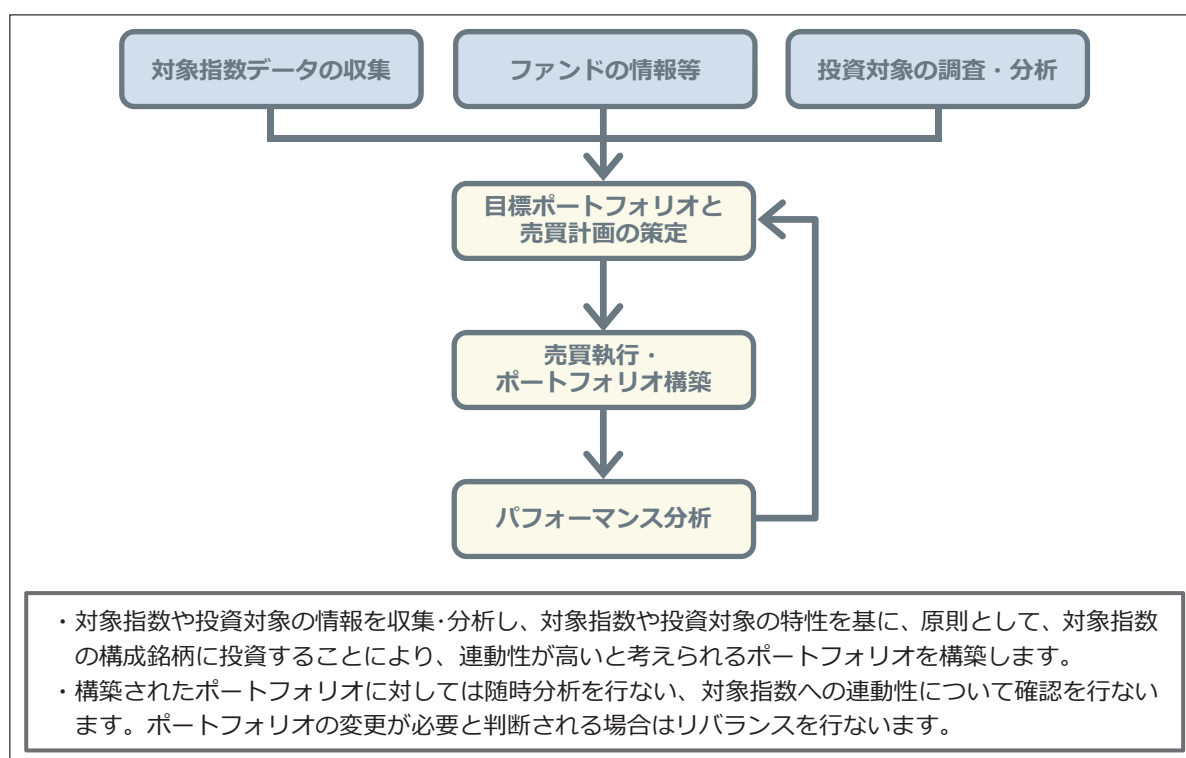 対象指数データの収集
ファンドの情報等
投資対象の調査・分析
目標ポートフォリオと
売買計画の策定
売買執行・
ポートフォリオ構築
パフォーマンス分析
・対象指数や投資対象の情報を収集･分析し、対象指数や投資対象の特性を基に、原則として、対象指数
の構成銘柄に投資することにより、連動性が高いと考えられるポートフォリオを構築します。
・構築されたポートフォリオに対しては随時分析を行ない、対象指数への連動性について確認を行ない
ます。ポートフォリオの変更が必要と判断される場合はリバランスを行ないます。